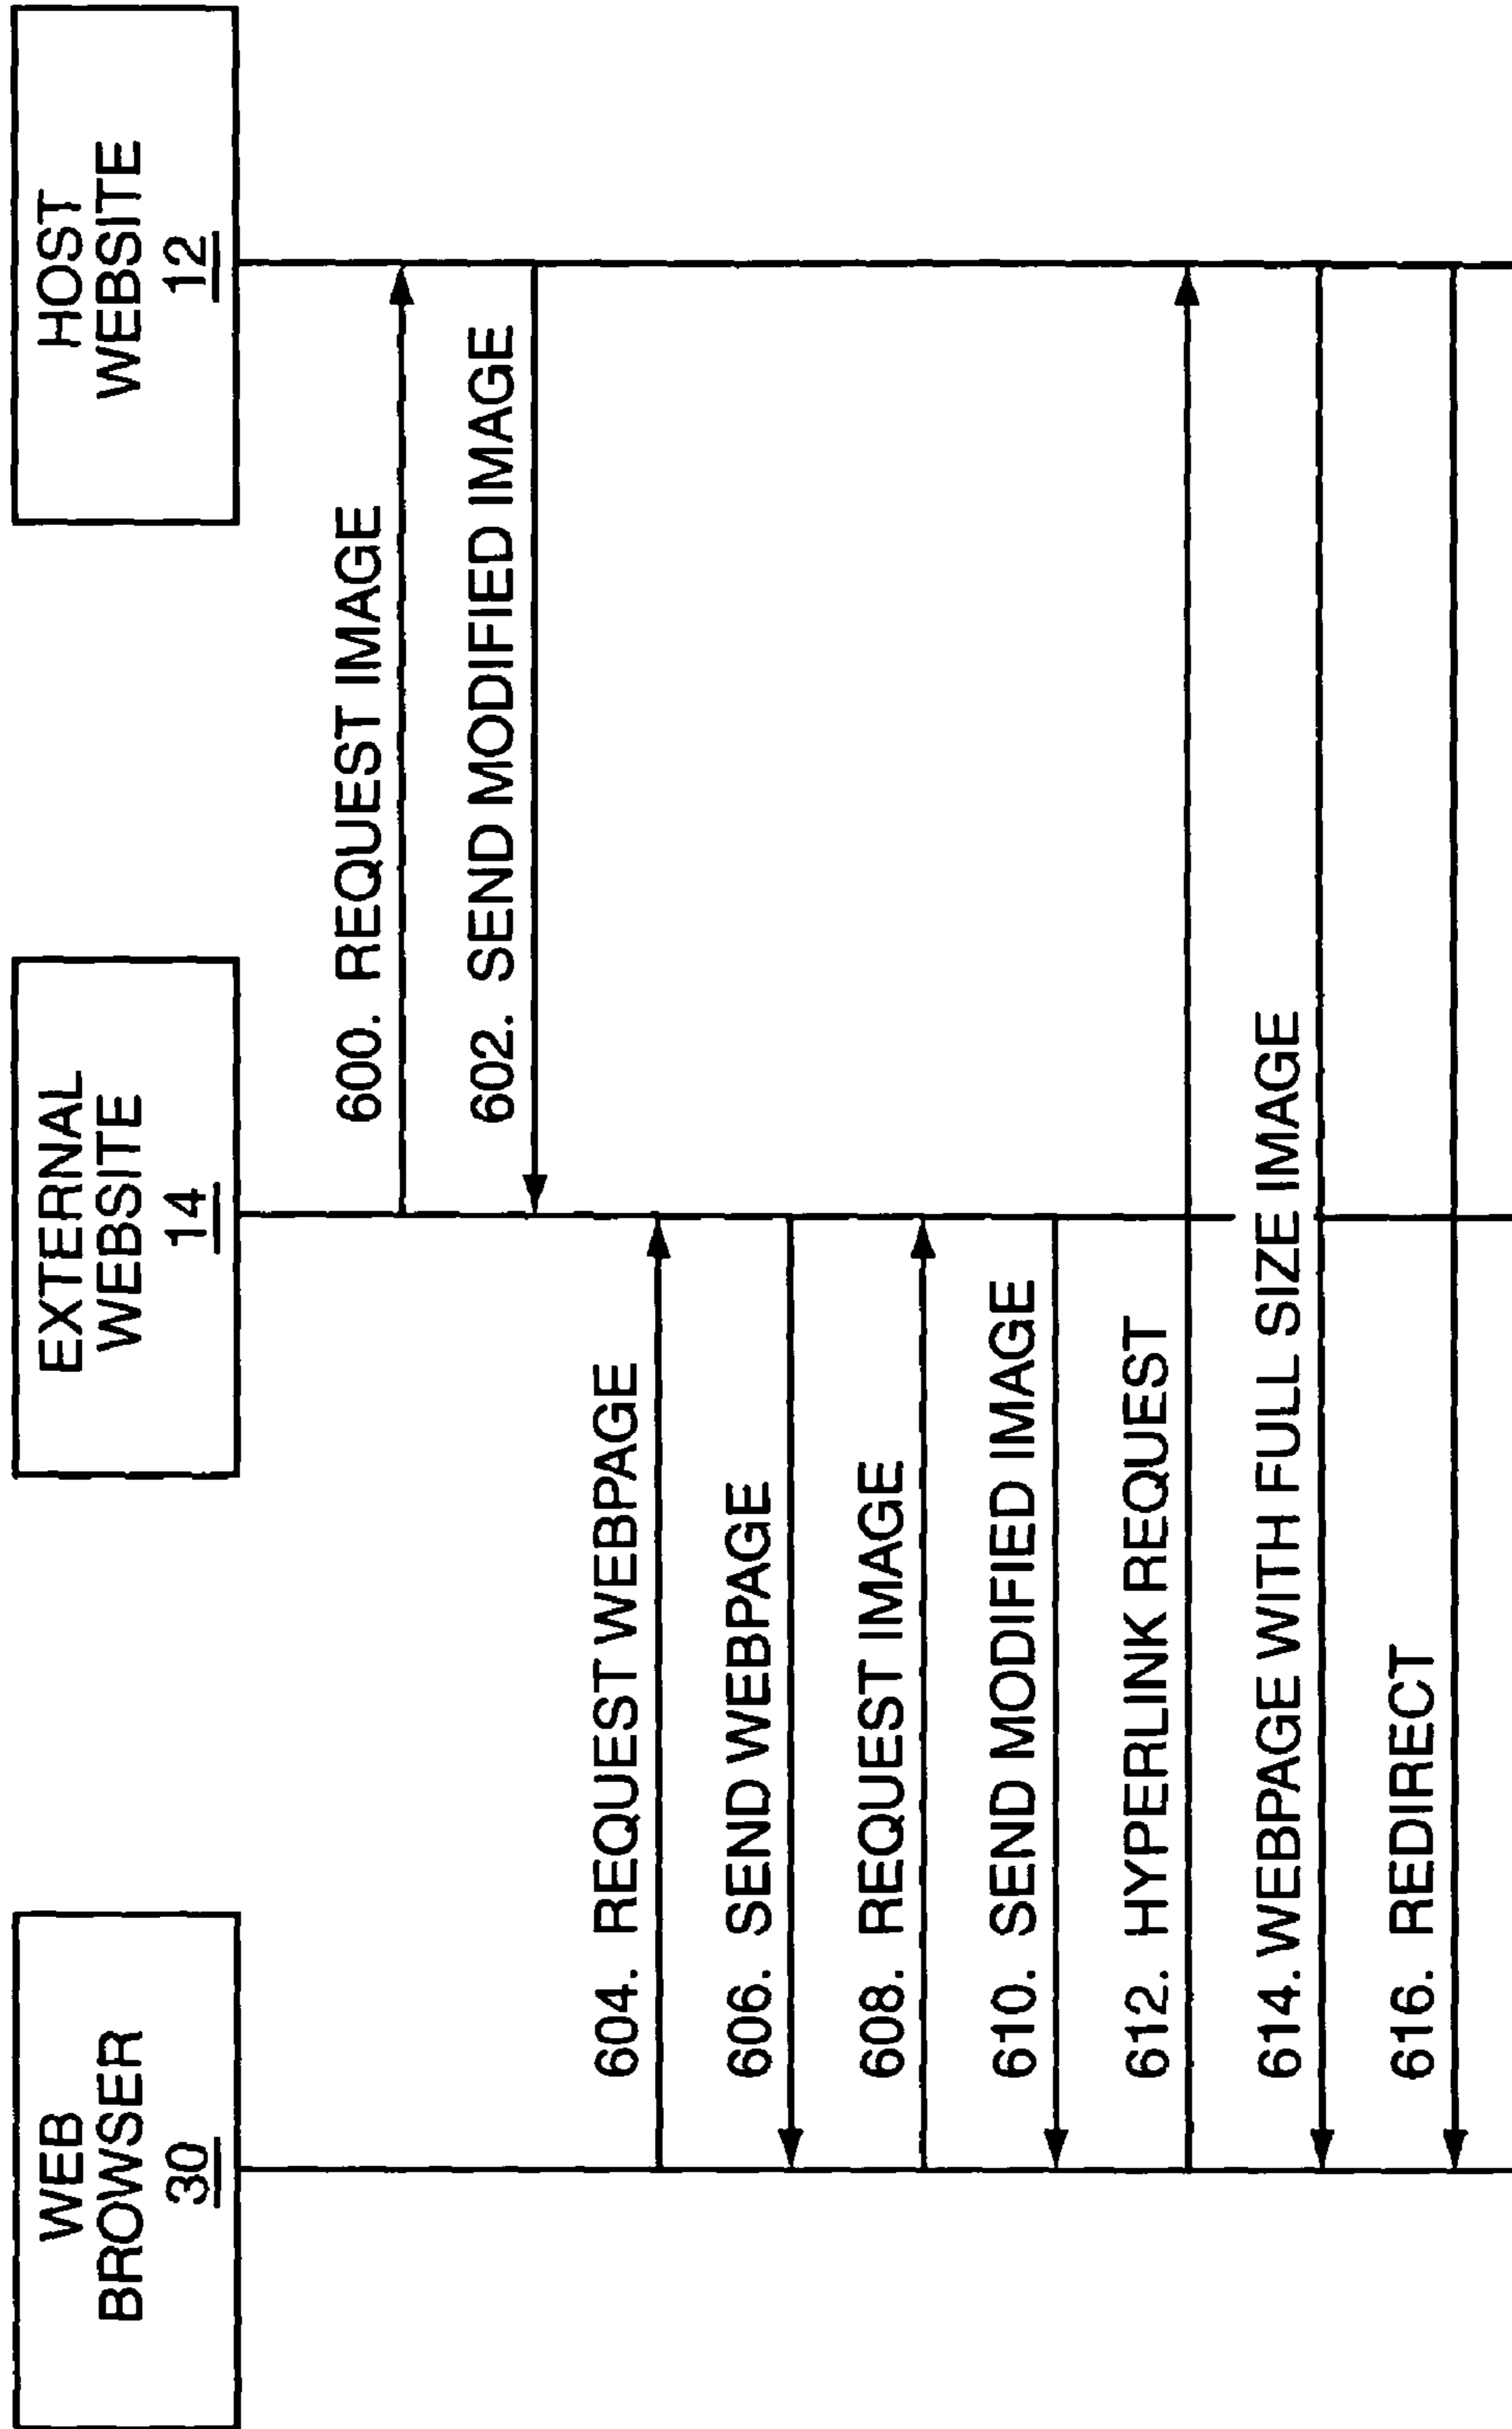 WEB
BROWSER
30
EXTERNAL
WEBSITE
14
HOST
WEBSITE
12
600. REQUEST IMAGE
602. SEND MODIFIED IMAGE
604. REQUEST WEBPAGE
606. SEND WEBPAGE
608. REQUEST IMAGE
610. SEND MODIFIED IMAGE
612. HYPERLINK REQUEST
614. WEBPAGE WITH FULL SIZE IMAGE
616. REDIRECT